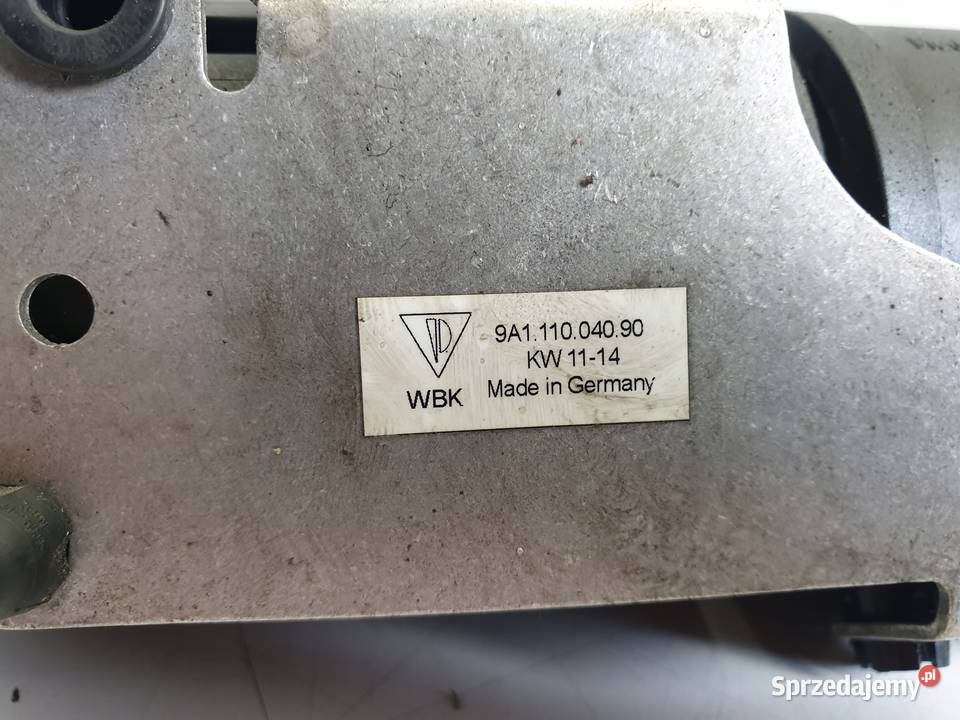 9A1.110.040.90
KW 11-14
WBK Made in Germany
Sprzedajemy.pl